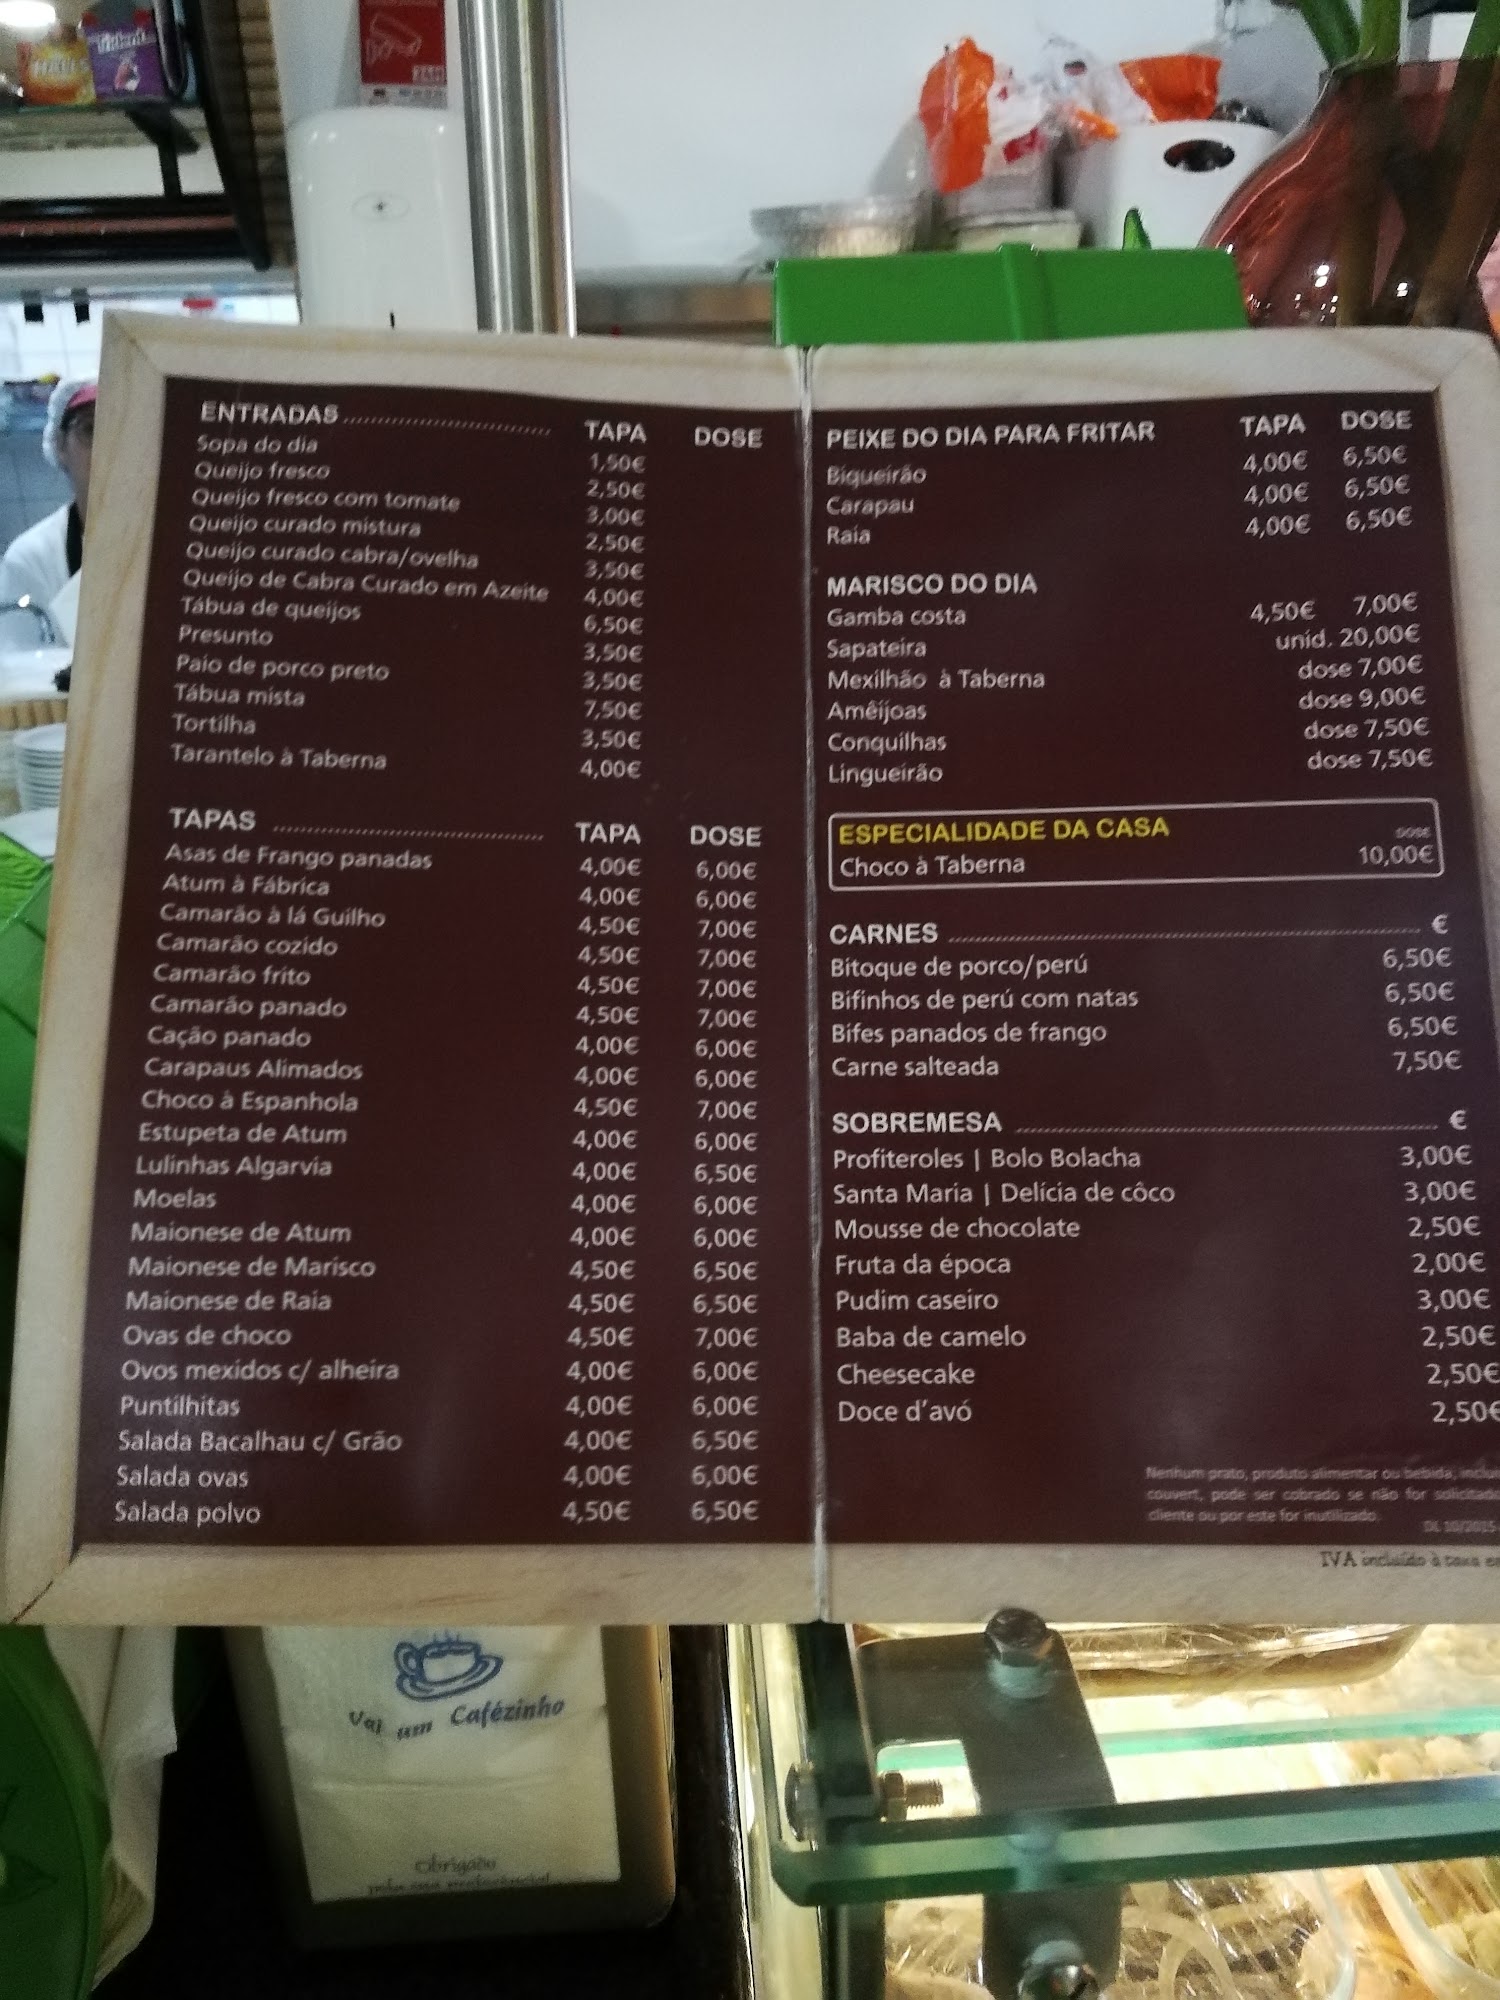 Trident
24H
ENTRADAS TAPA DOSE
Sopa do dia 1,50€
Queijo fresco 2,50€
Queijo fresco com tomate 3,00€
Queijo curado mistura 2,50€
Queijo curado cabra/ovelha 3,50€
Queijo de Cabra Curado em Azeite 4,00€
Tábua de queijos 6,50€
Presunto 3,50€
Paio de porco preto 3,50€
Tábua mista 7,50€
Tortilha 3,50€
Tarantelo à Taberna 4,00€
TAPAS TAPA DOSE
Asas de Frango panadas 4,00€ 6,00€
Atum à Fábrica 4,00€ 6,00€
Camarão à lá Guilho 4,50€ 7,00€
Camarão cozido 4,50€ 7,00€
Camarão frito 4,50€ 7,00€
Camarão panado 4,50€ 7,00€
Cação panado 4,00€ 6,00€
Carapaus Alimados 4,00€ 6,00€
Choco à Espanhola 4,50€ 7,00€
Estupeta de Atum 4,00€ 6,00€
Lulinhas Algarvia 4,00€ 6,50€
Moelas 4,00€ 6,00€
Maionese de Atum 4,00€ 6,00€
Maionese de Marisco 4,50€ 6,50€
Maionese de Raia 4,50€ 6,50€
Ovas de choco 4,50€ 7,00€
Ovos mexidos c/ alheira 4,00€ 6,00€
Puntilhitas 4,00€ 6,00€
Salada Bacalhau c/ Grão 4,00€ 6,50€
Salada ovas 4,00€ 6,00€
Salada polvo 4,50€ 6,50€
PEIXE DO DIA PARA FRITAR TAPA DOSE
Biqueirão 4,00€ 6,50€
Carapau 4,00€ 6,50€
Raia 4,00€ 6,50€
MARISCO DO DIA
Gamba costa 4,50€ 7,00€
Sapateira unid. 20,00€
Mexilhão à Taberna dose 7,00€
Amêijoas dose 9,00€
Conquilhas dose 7,50€
Lingueirão dose 7,50€
ESPECIALIDADE DA CASA DOSE
Choco à Taberna 10,00€
CARNES €
Bitoque de porco/perú 6,50€
Bifinhos de perú com natas 6,50€
Bifes panados de frango 6,50€
Carne salteada 7,50€
SOBREMESA €
Profiteroles | Bolo Bolacha 3,00€
Santa Maria | Delícia de côco 3,00€
Mousse de chocolate 2,50€
Fruta da época 2,00€
Pudim caseiro 3,00€
Baba de camelo 2,50€
Cheesecake 2,50€
Doce d'avó 2,50€
Nenhum prato, produto alimentar ou bebida,
couvert, pode ser cobrado se não for
cliente ou por este for inutilizado.
DL 10/2015
IVA incluído à taxa
Vai um Cafézinho
Obrigado